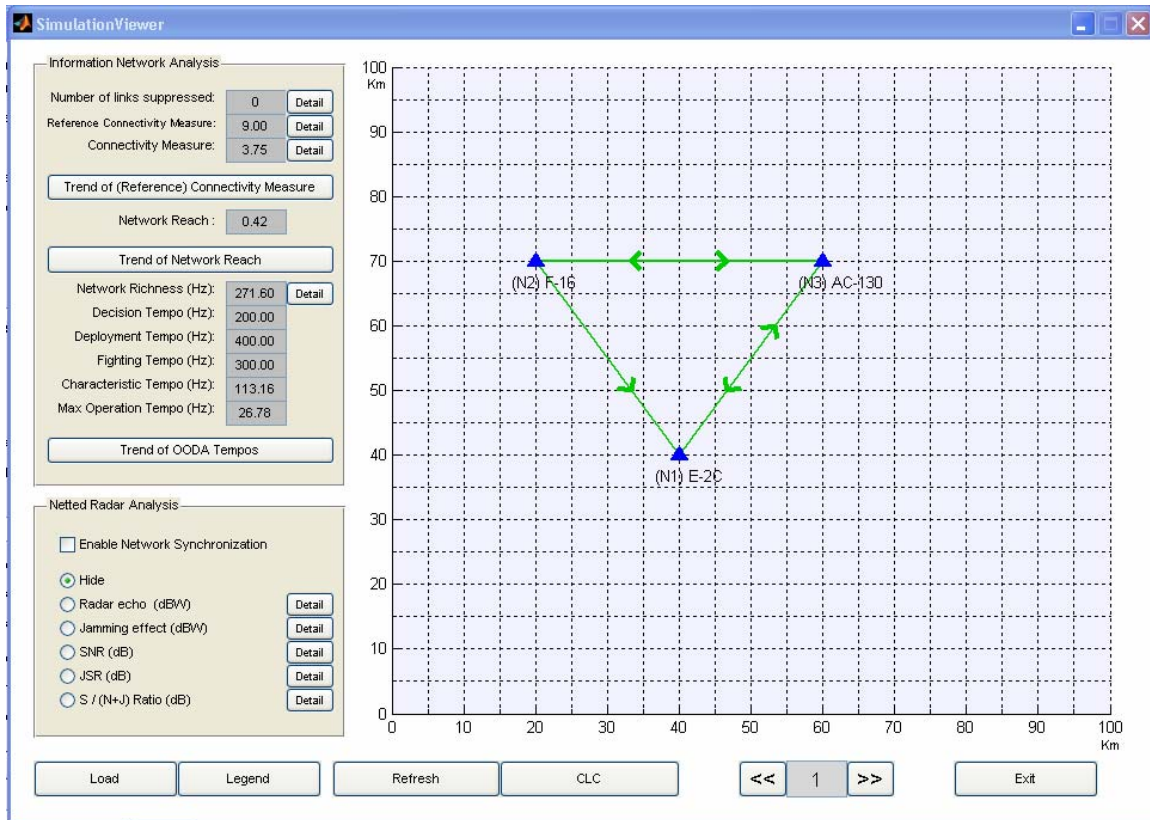 SimulationViewer
Information Network Analysis
Number of links suppressed: 0 Detail
Reference Connectivity Measure: 9.00 Detail
Connectivity Measure: 3.75 Detail
Trend of (Reference) Connectivity Measure
Network Reach : 0.42
Trend of Network Reach
Network Richness (Hz): 271.60 Detail
Decision Tempo (Hz): 200.00
Deployment Tempo (Hz): 400.00
Fighting Tempo (Hz): 300.00
Characteristic Tempo (Hz): 113.16
Max Operation Tempo (Hz): 26.78
Trend of OODA Tempos
Netted Radar Analysis
Enable Network Synchronization
Hide
Radar echo (dBW) Detail
Jamming effect (dBW) Detail
SNR (dB) Detail
JSR (dB) Detail
S / (N+J) Ratio (dB) Detail
100
Km
90
80
70
60
50
40
30
20
10
0
(N2) F-16
(N3) AC-130
(N1) E-2C
0 10 20 30 40 50 60 70 80 90 100
Km
Load Legend Refresh CLC << 1 >> Exit